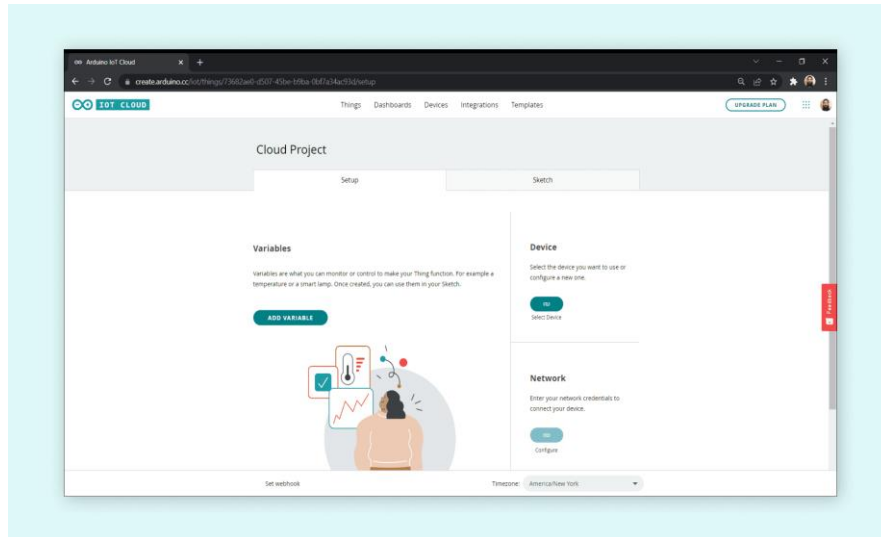 Arduino IoT Cloud
create.arduino.cc/iot/things/73682ae0-d507-45be-b9ba-0bf7a34ac93d/setup
IOT CLOUD
Things Dashboards Devices Integrations Templates
UPGRADE PLAN
Cloud Project
Setup
Sketch
Variables
Variables are what you can monitor or control to make your Thing function. For example a
temperature or a smart lamp. Once created, you can use them in your Sketch.
ADD VARIABLE
Device
Select the device you want to use or
configure a new one.
Select Device
Network
Enter your network credentials to
connect your device.
Configure
Feedback
Set webhook
Timezone: America/New York